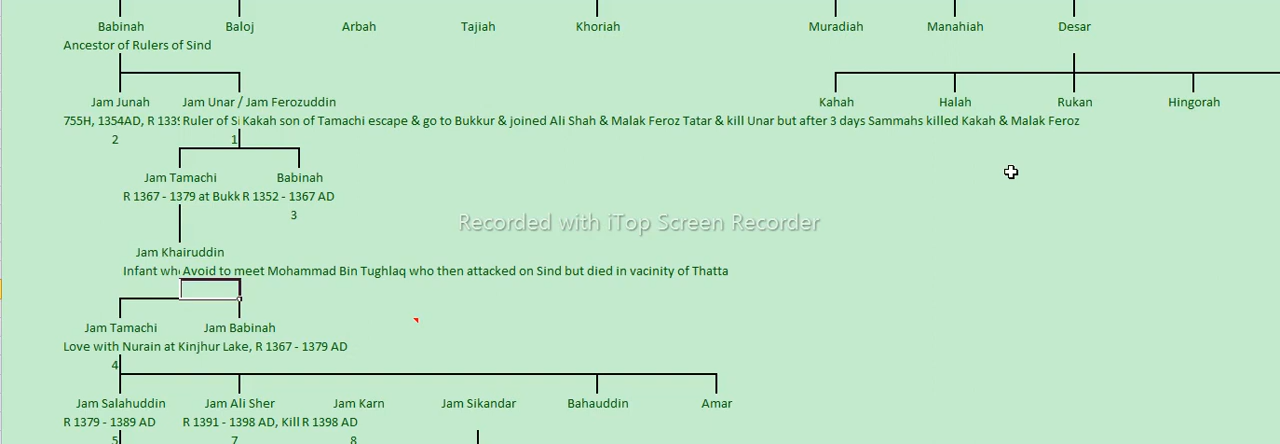 Babinah Baloj Arbah Tajiah Khoriah Muradiah Manahiah Desar
Ancestor of Rulers of Sind
Jam Junah Jam Unar / Jam Ferozuddin Kahah Halah Rukan Hingorah
755H, 1354AD, R 1339 Ruler of Si Kakah son of Tamachi escape & go to Bukkur & joined Ali Shah & Malak Feroz Tatar & kill Unar but after 3 days Sammahs killed Kakah & Malak Feroz
2 1
Jam Tamachi Babinah
R 1367 - 1379 at Bukk R 1352 - 1367 AD
3
Recorded with iTop Screen Recorder
Jam Khairuddin
Infant wh Avoid to meet Mohammad Bin Tughlaq who then attacked on Sind but died in vacinity of Thatta
Jam Tamachi Jam Babinah
Love with Nurain at Kinjhur Lake, R 1367 - 1379 AD
4
Jam Salahuddin Jam Ali Sher Jam Karn Jam Sikandar Bahauddin Amar
R 1379 - 1389 AD R 1391 - 1398 AD, Kill R 1398 AD
5 7 8